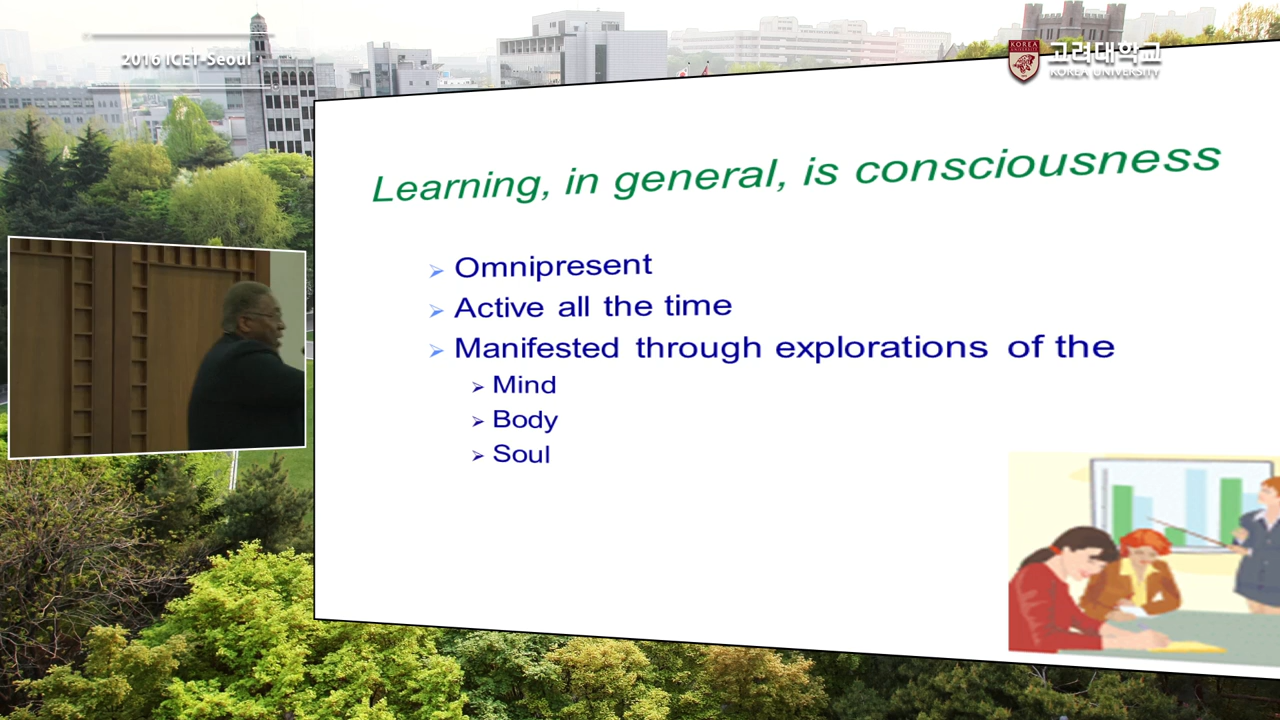 2016 ICET-Seoul
KOREA
고려대학교
KOREA UNIVERSITY
Learning, in general, is consciousness
Omnipresent
Active all the time
Manifested through explorations of the
Mind
Body
Soul